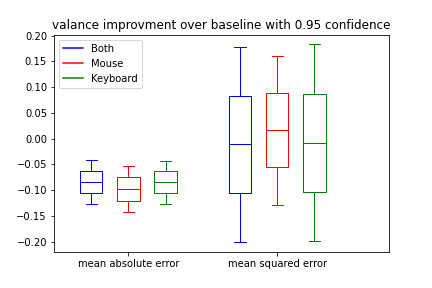 valance improvment over baseline with 0.95 confidence
0.20
0.15
0.10
0.05
0.00
−0.05
−0.10
−0.15
−0.20
Both
Mouse
Keyboard
mean absolute error
mean squared error